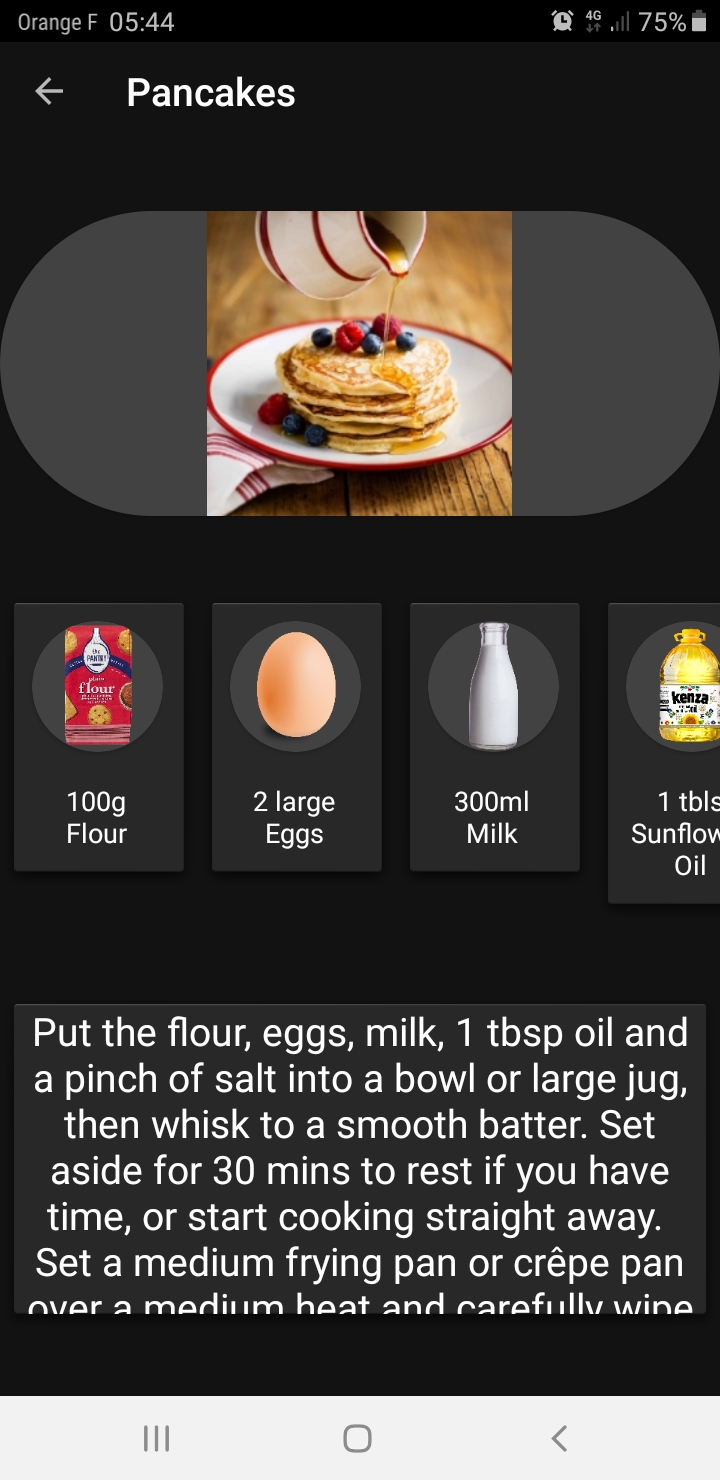 Orange F 05:44
4G
75%
Pancakes
PANTRY
plain
flour
kenza
100g
Flour
2 large
Eggs
300ml
Milk
1 tbls
Sunflow
Oil
Put the flour, eggs, milk, 1 tbsp oil and
a pinch of salt into a bowl or large jug,
then whisk to a smooth batter. Set
aside for 30 mins to rest if you have
time, or start cooking straight away.
Set a medium frying pan or crêpe pan
over a medium heat and carefully wipe